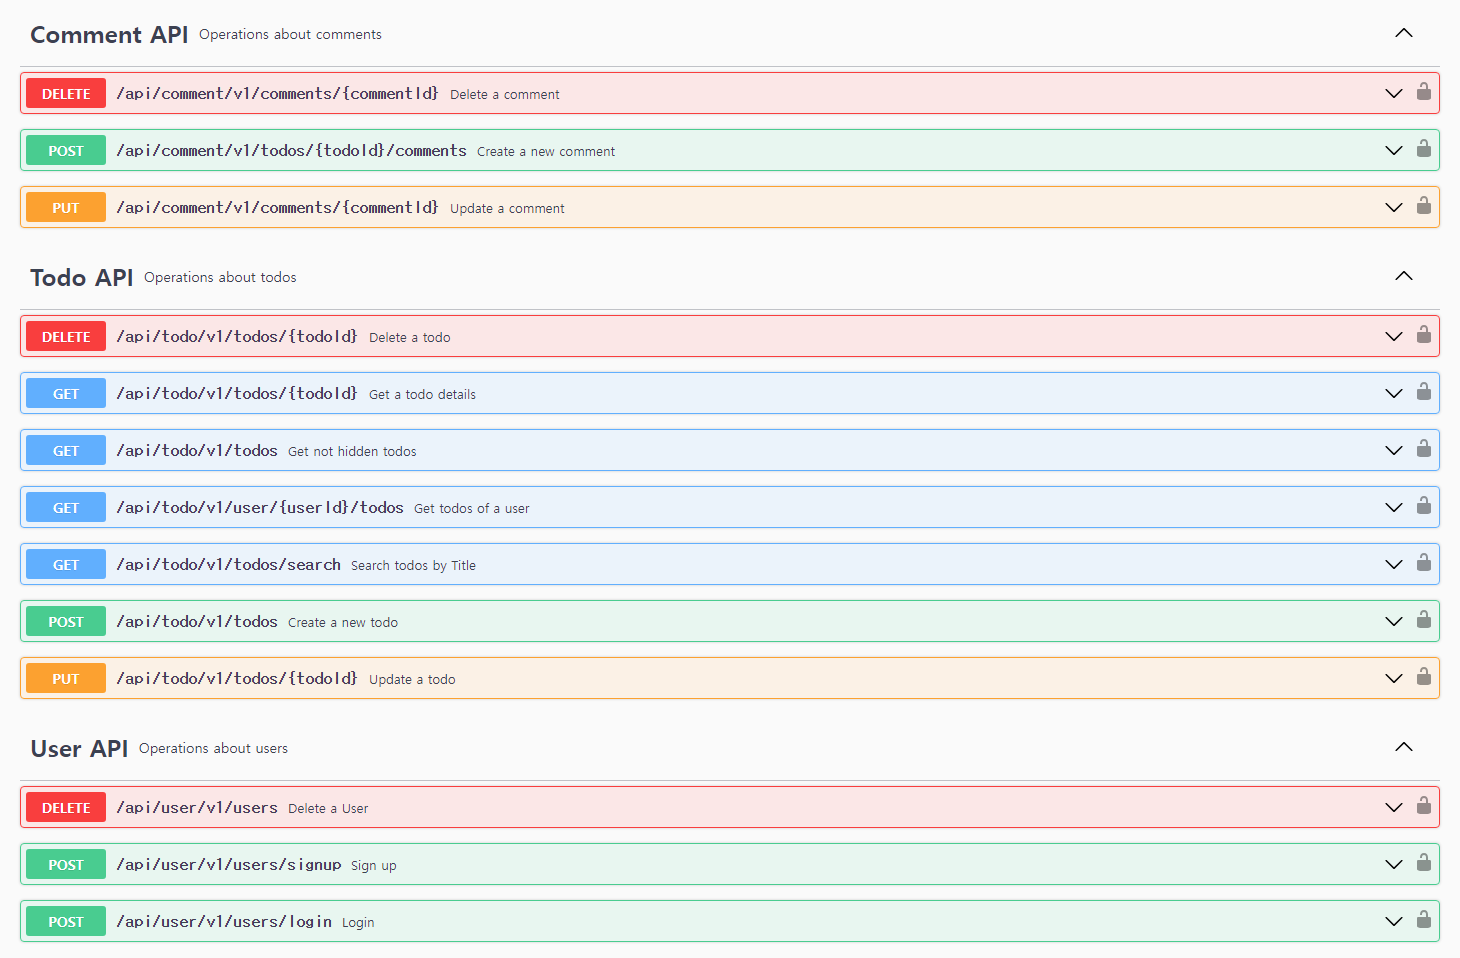 Comment API Operations about comments
DELETE /api/comment/v1/comments/{commentId} Delete a comment
POST /api/comment/v1/todos/{todoId}/comments Create a new comment
PUT /api/comment/v1/comments/{commentId} Update a comment
Todo API Operations about todos
DELETE /api/todo/v1/todos/{todoId} Delete a todo
GET /api/todo/v1/todos/{todoId} Get a todo details
GET /api/todo/v1/todos Get not hidden todos
GET /api/todo/v1/user/{userId}/todos Get todos of a user
GET /api/todo/v1/todos/search Search todos by Title
POST /api/todo/v1/todos Create a new todo
PUT /api/todo/v1/todos/{todoId} Update a todo
User API Operations about users
DELETE /api/user/v1/users Delete a User
POST /api/user/v1/users/signup Sign up
POST /api/user/v1/users/login Login